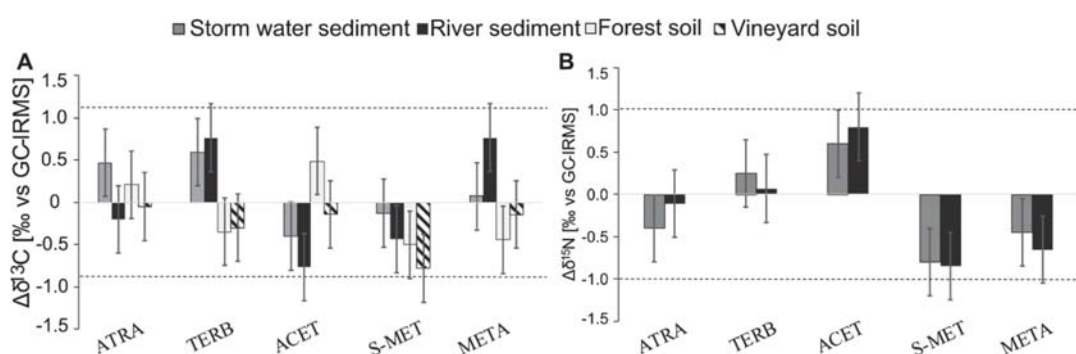 Storm water sediment River sediment Forest soil Vineyard soil
A
Δδ13C [‰ vs GC-IRMS]
1.5
1.0
0.5
0
-0.5
-1.0
-1.5
ATRA TERB ACET S-MET META
B
Δδ15N [‰ vs GC-IRMS]
1.5
1.0
0.5
0.0
-0.5
-1.0
-1.5
ATRA TERB ACET S-MET META